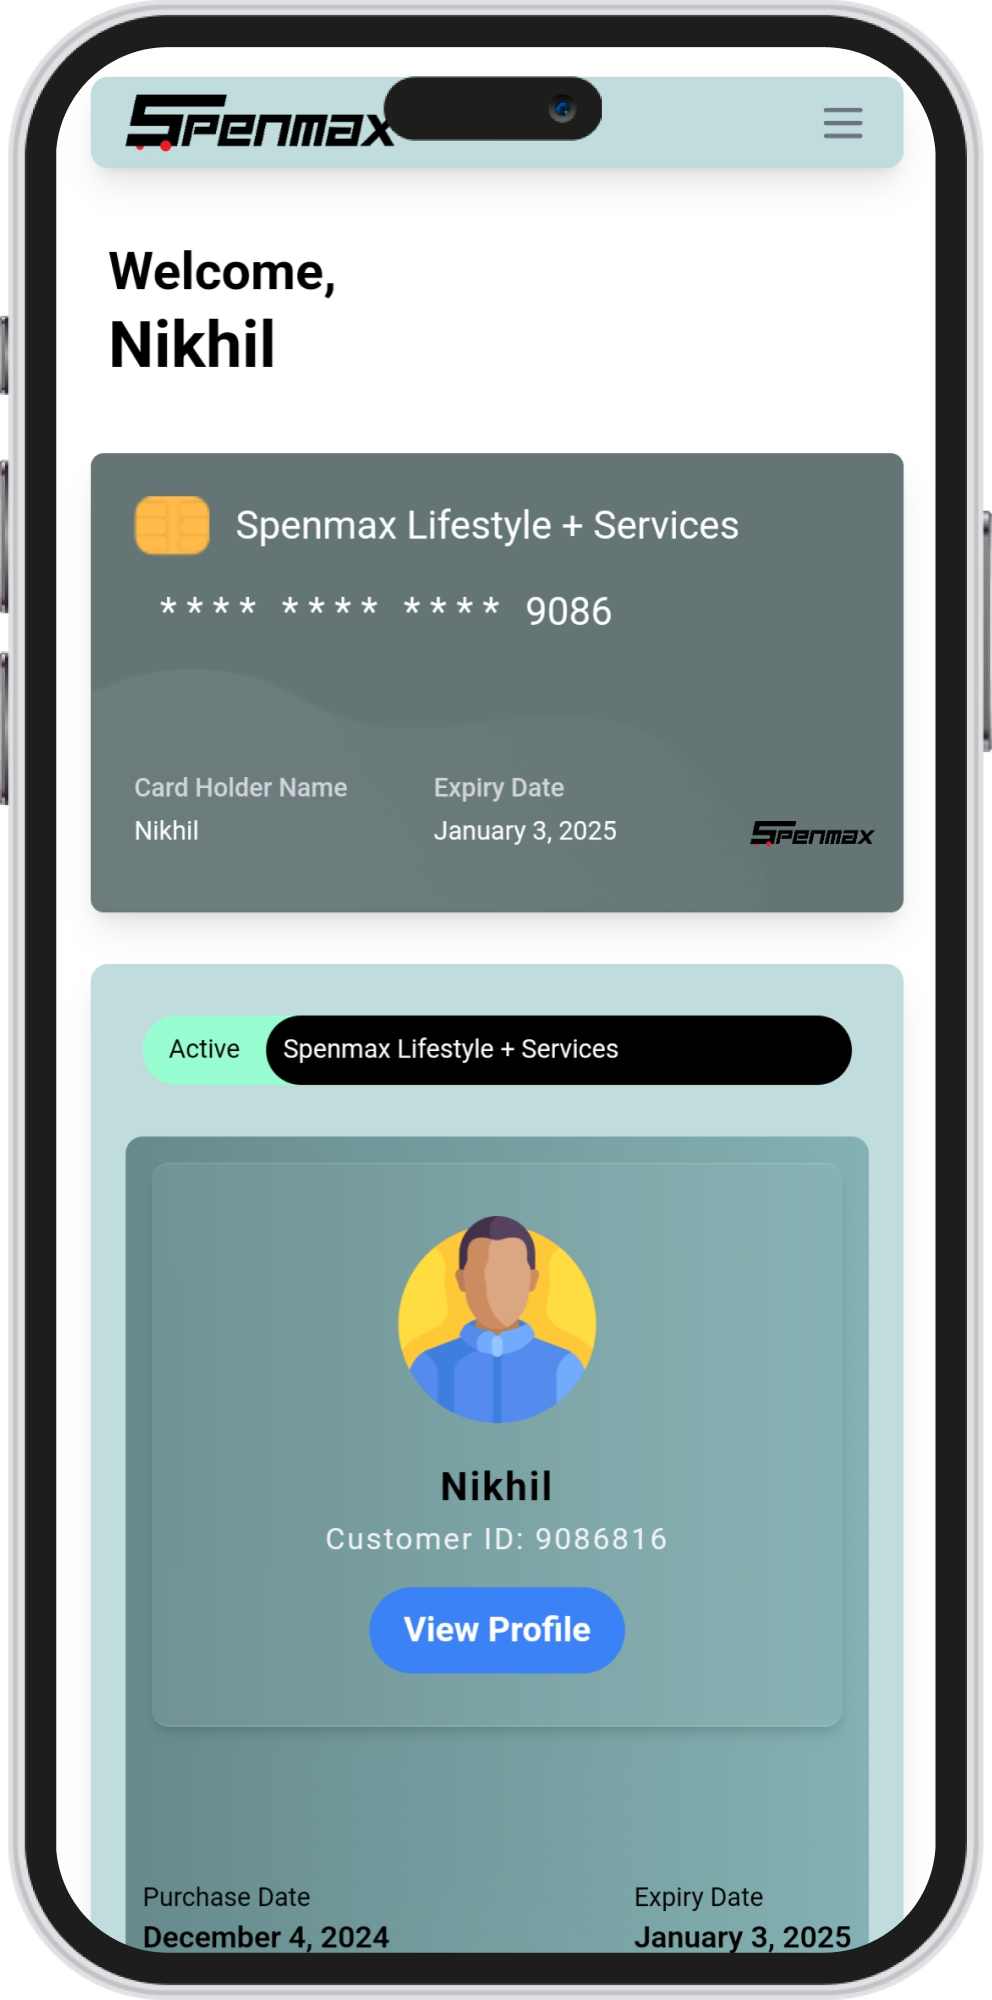 Spenmax
Welcome,
Nikhil
Spenmax Lifestyle + Services
**** **** **** 9086
Card Holder Name Expiry Date
Nikhil January 3, 2025
Spenmax
Active Spenmax Lifestyle + Services
Nikhil
Customer ID: 9086816
View Profile
Purchase Date Expiry Date
December 4, 2024 January 3, 2025